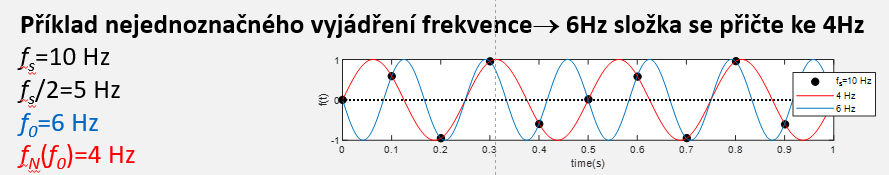 Příklad nejednoznačného vyjádření frekvence→ 6Hz složka se přičte ke 4Hz
fs=10 Hz
fs/2=5 Hz
f0=6 Hz
fN(f0)=4 Hz
f(t)
1
0
-1
0 0.1 0.2 0.3 0.4 0.5 0.6 0.7 0.8 0.9 1
time(s)
fs=10 Hz
4 Hz
6 Hz